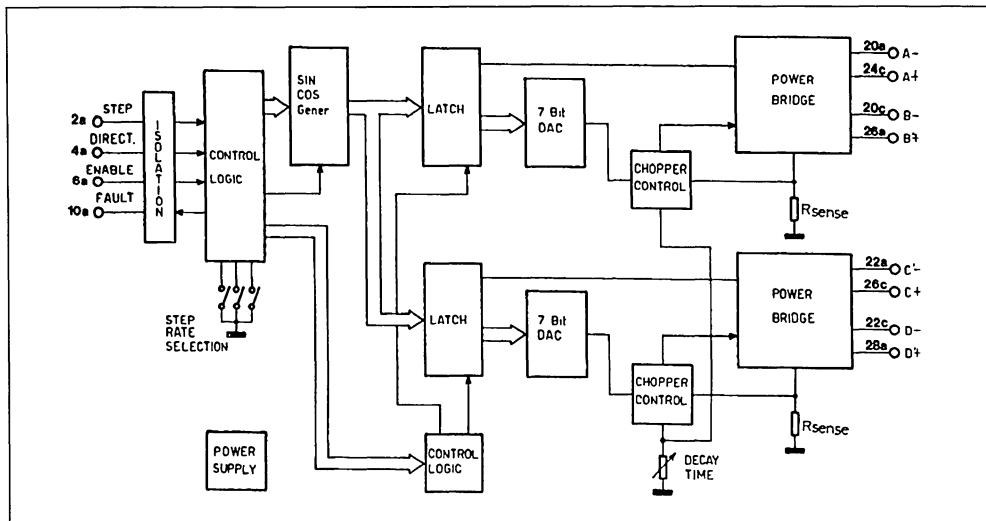 STEP
2a
DIRECT.
4a
ENABLE
6a
FAULT
10a
ISOLATION
CONTROL
LOGIC
STEP
RATE
SELECTION
SIN
COS
Gener
LATCH
7 Bit
DAC
CHOPPER
CONTROL
POWER
BRIDGE
20a A-
24c A+
20c B-
26a B+
Rsense
LATCH
7 Bit
DAC
CHOPPER
CONTROL
POWER
BRIDGE
22a C-
26c C+
22c D-
28a D+
Rsense
CONTROL
LOGIC
DECAY
TIME
POWER
SUPPLY